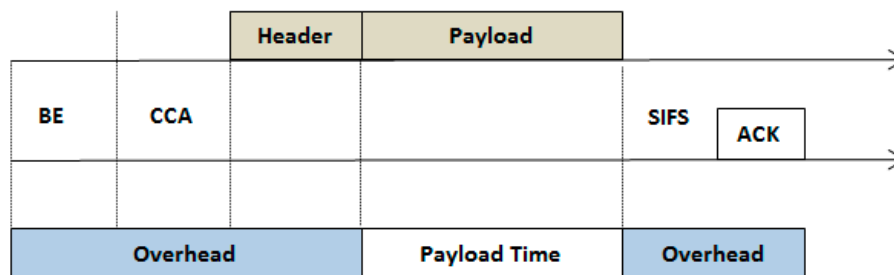 Header Payload
BE CCA SIFS ACK
Overhead Payload Time Overhead